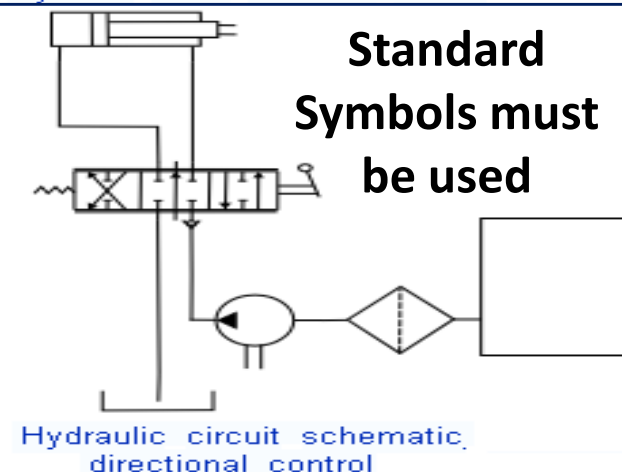 Standard
Symbols must
be used
Hydraulic circuit schematic,
directional control